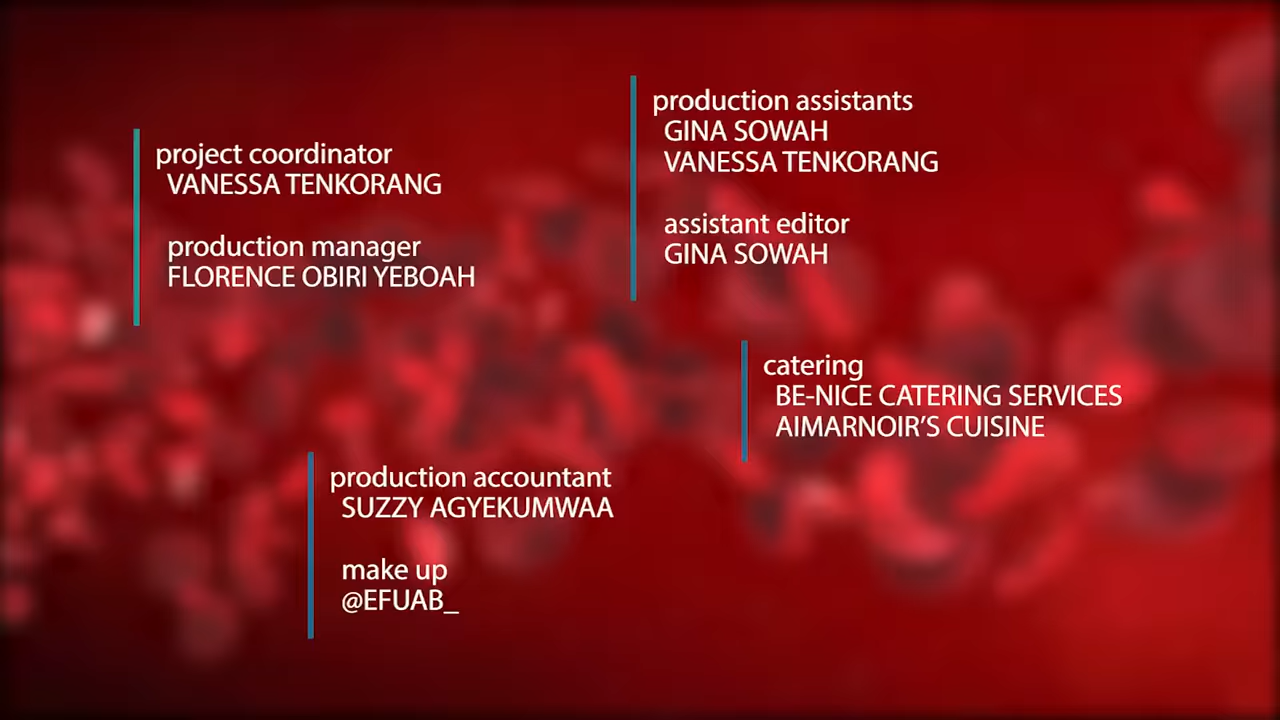 project coordinator
VANESSA TENKORANG
production manager
FLORENCE OBIRI YEBOAH
production assistants
GINA SOWAH
VANESSA TENKORANG
assistant editor
GINA SOWAH
catering
BE-NICE CATERING SERVICES
AIMARNOIR'S CUISINE
production accountant
SUZZY AGYEKUMWAA
make up
@EFUAB_